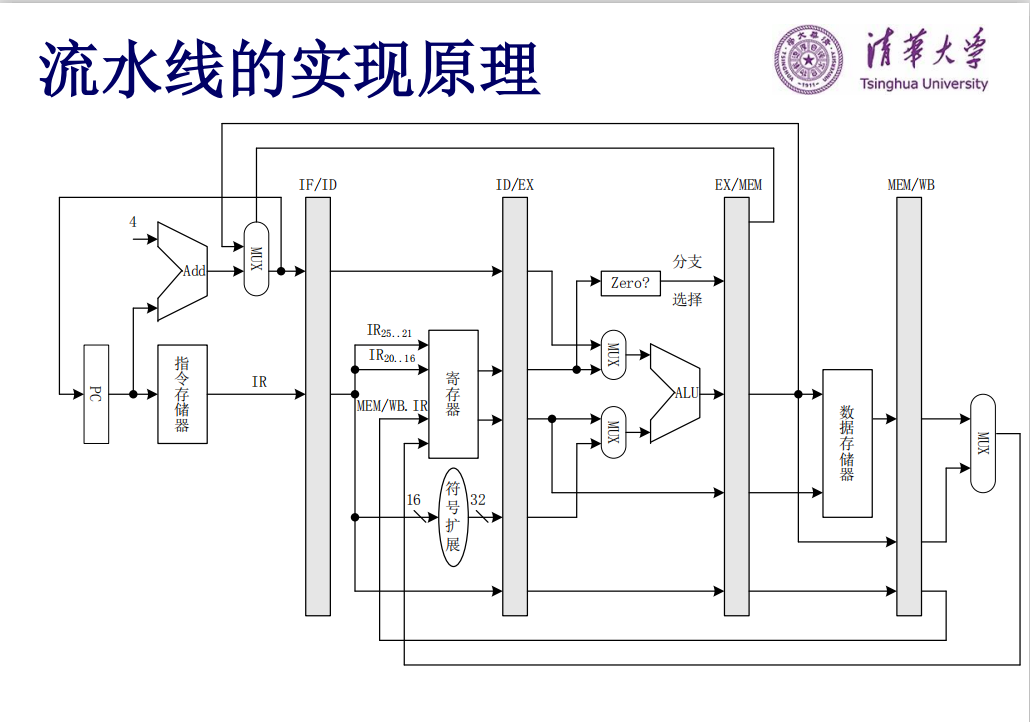 流水线的实现原理
清华大学
Tsinghua University
IF/ID
ID/EX
EX/MEM
MEM/WB
4
Add
MUX
Zero?
分支
选择
IR25..21
IR20..16
MEM/WB.IR
PC
指令存储器
IR
寄存器
MUX
MUX
ALU
数据存储器
MUX
16
符号扩展
32